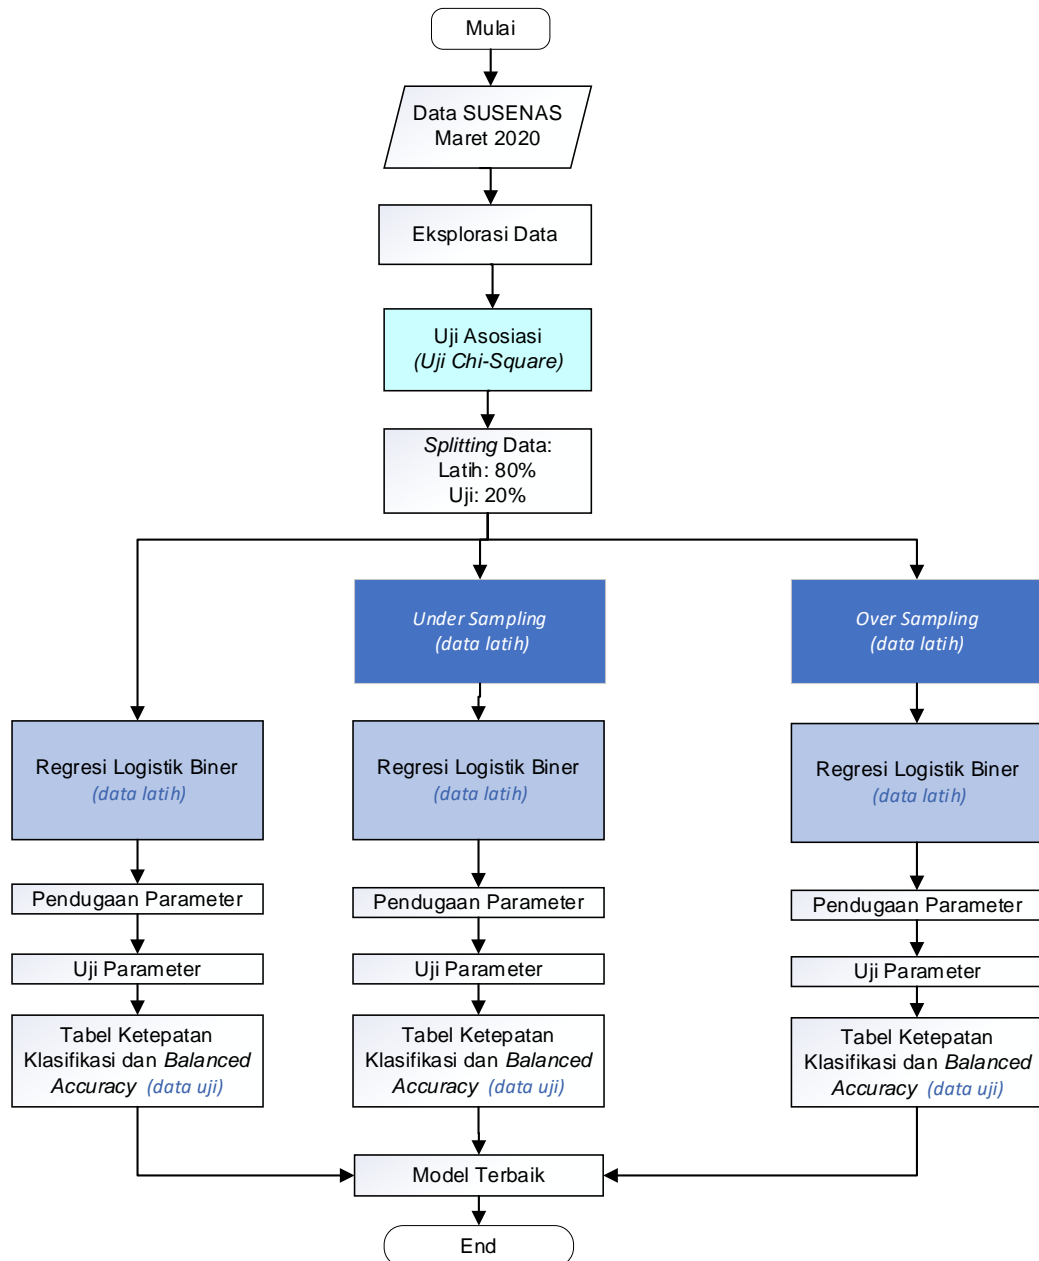 Mulai
Data SUSENAS
Maret 2020
Eksplorasi Data
Uji Asosiasi
(Uji Chi-Square)
Splitting Data:
Latih: 80%
Uji: 20%
Under Sampling
(data latih)
Over Sampling
(data latih)
Regresi Logistik Biner
(data latih)
Regresi Logistik Biner
(data latih)
Regresi Logistik Biner
(data latih)
Pendugaan Parameter
Pendugaan Parameter
Pendugaan Parameter
Uji Parameter
Uji Parameter
Uji Parameter
Tabel Ketepatan
Klasifikasi dan Balanced
Accuracy (data uji)
Tabel Ketepatan
Klasifikasi dan Balanced
Accuracy (data uji)
Tabel Ketepatan
Klasifikasi dan Balanced
Accuracy (data uji)
Model Terbaik
End